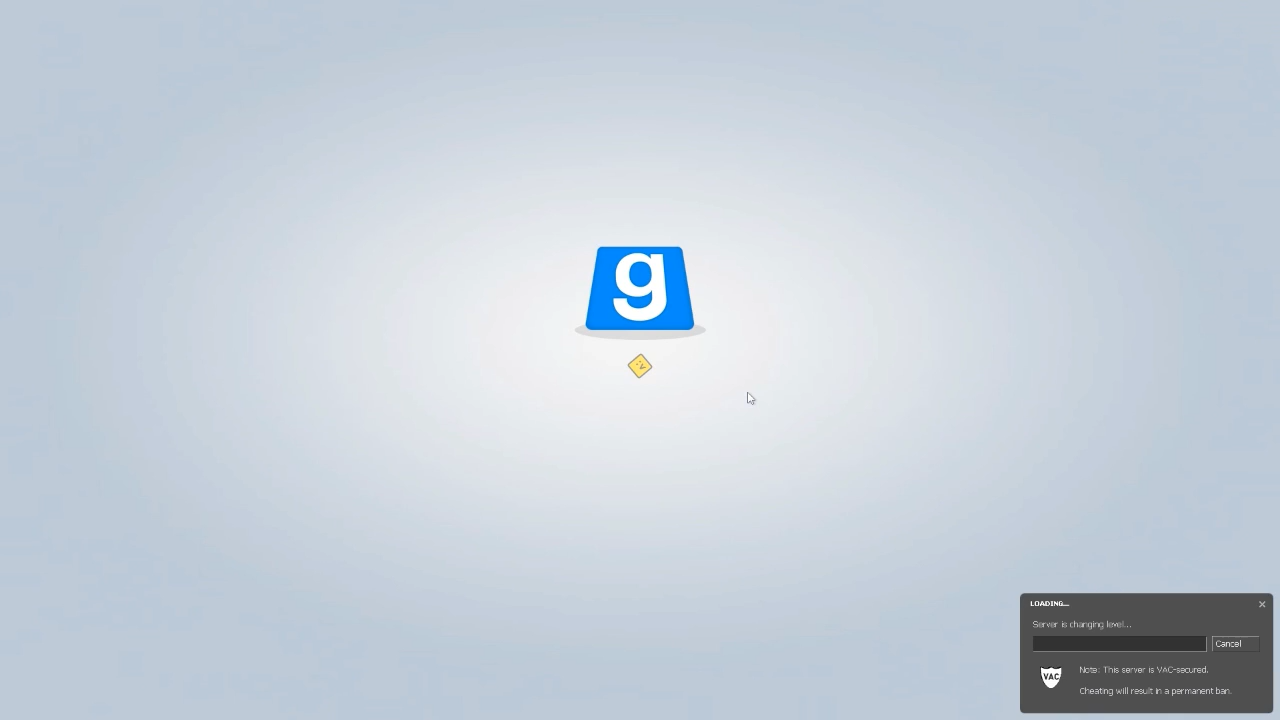 g
LOADING...
Server is changing level...
Cancel
VAC
Note: This server is VAC-secured.
Cheating will result in a permanent ban.